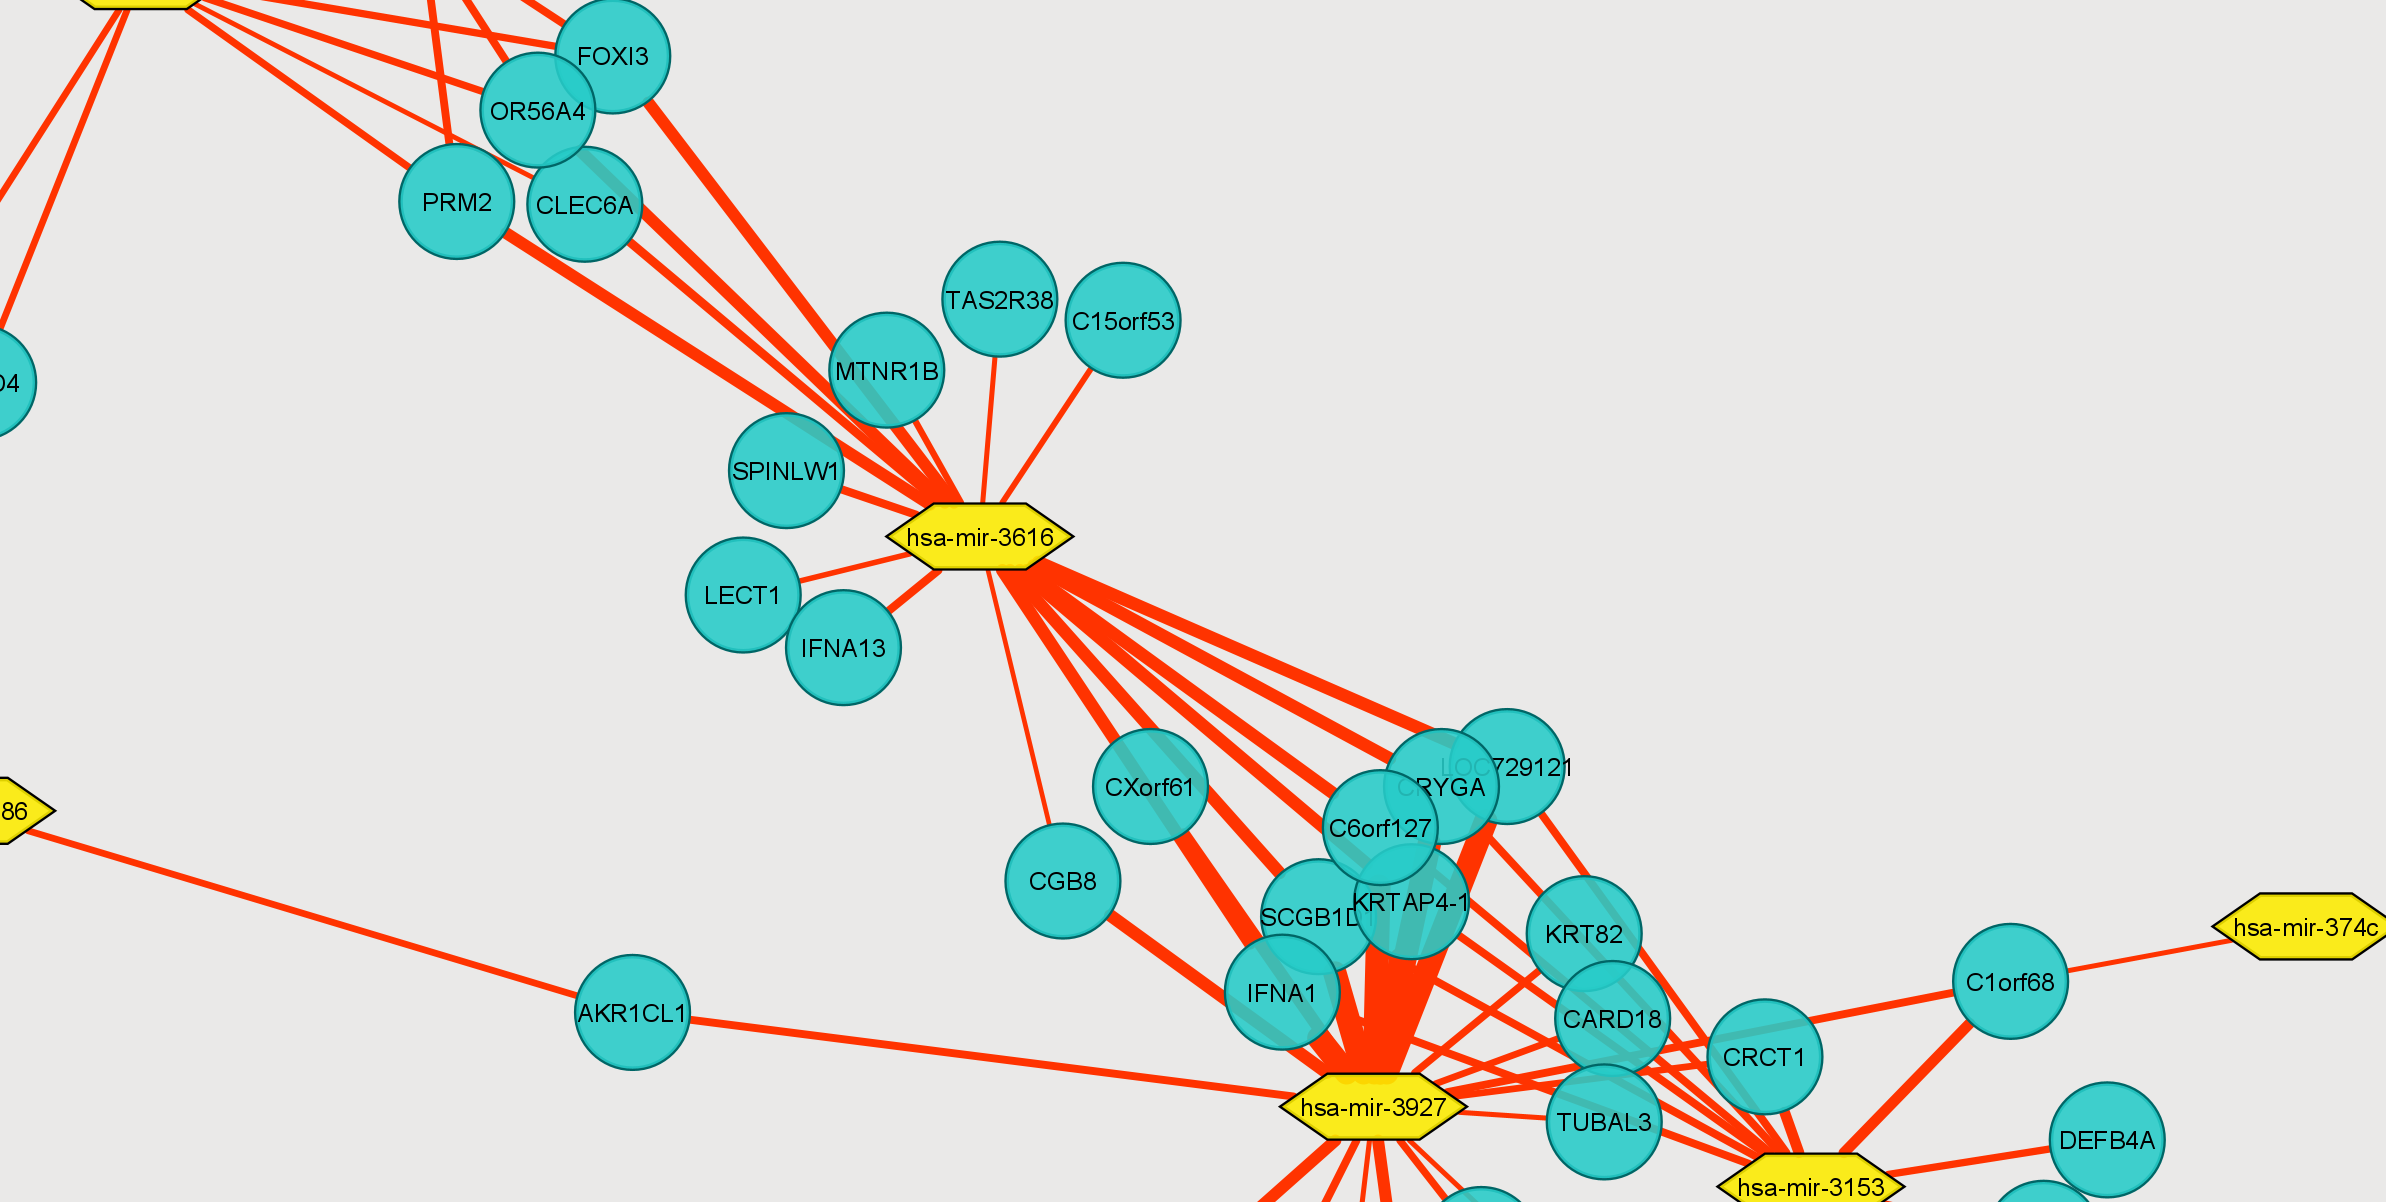 FOXI3
OR56A4
PRM2
CLEC6A
TAS2R38
C15orf53
MTNR1B
D4
SPINLW1
hsa-mir-3616
LECT1
IFNA13
LOC729121
CXorf61
CRYGA
86
C6orf127
CGB8
KRTAP4-1
SCGB1D1
KRT82
hsa-mir-374c
C1orf68
IFNA1
AKR1CL1
CARD18
CRCT1
hsa-mir-3927
TUBAL3
DEFB4A
hsa-mir-3153